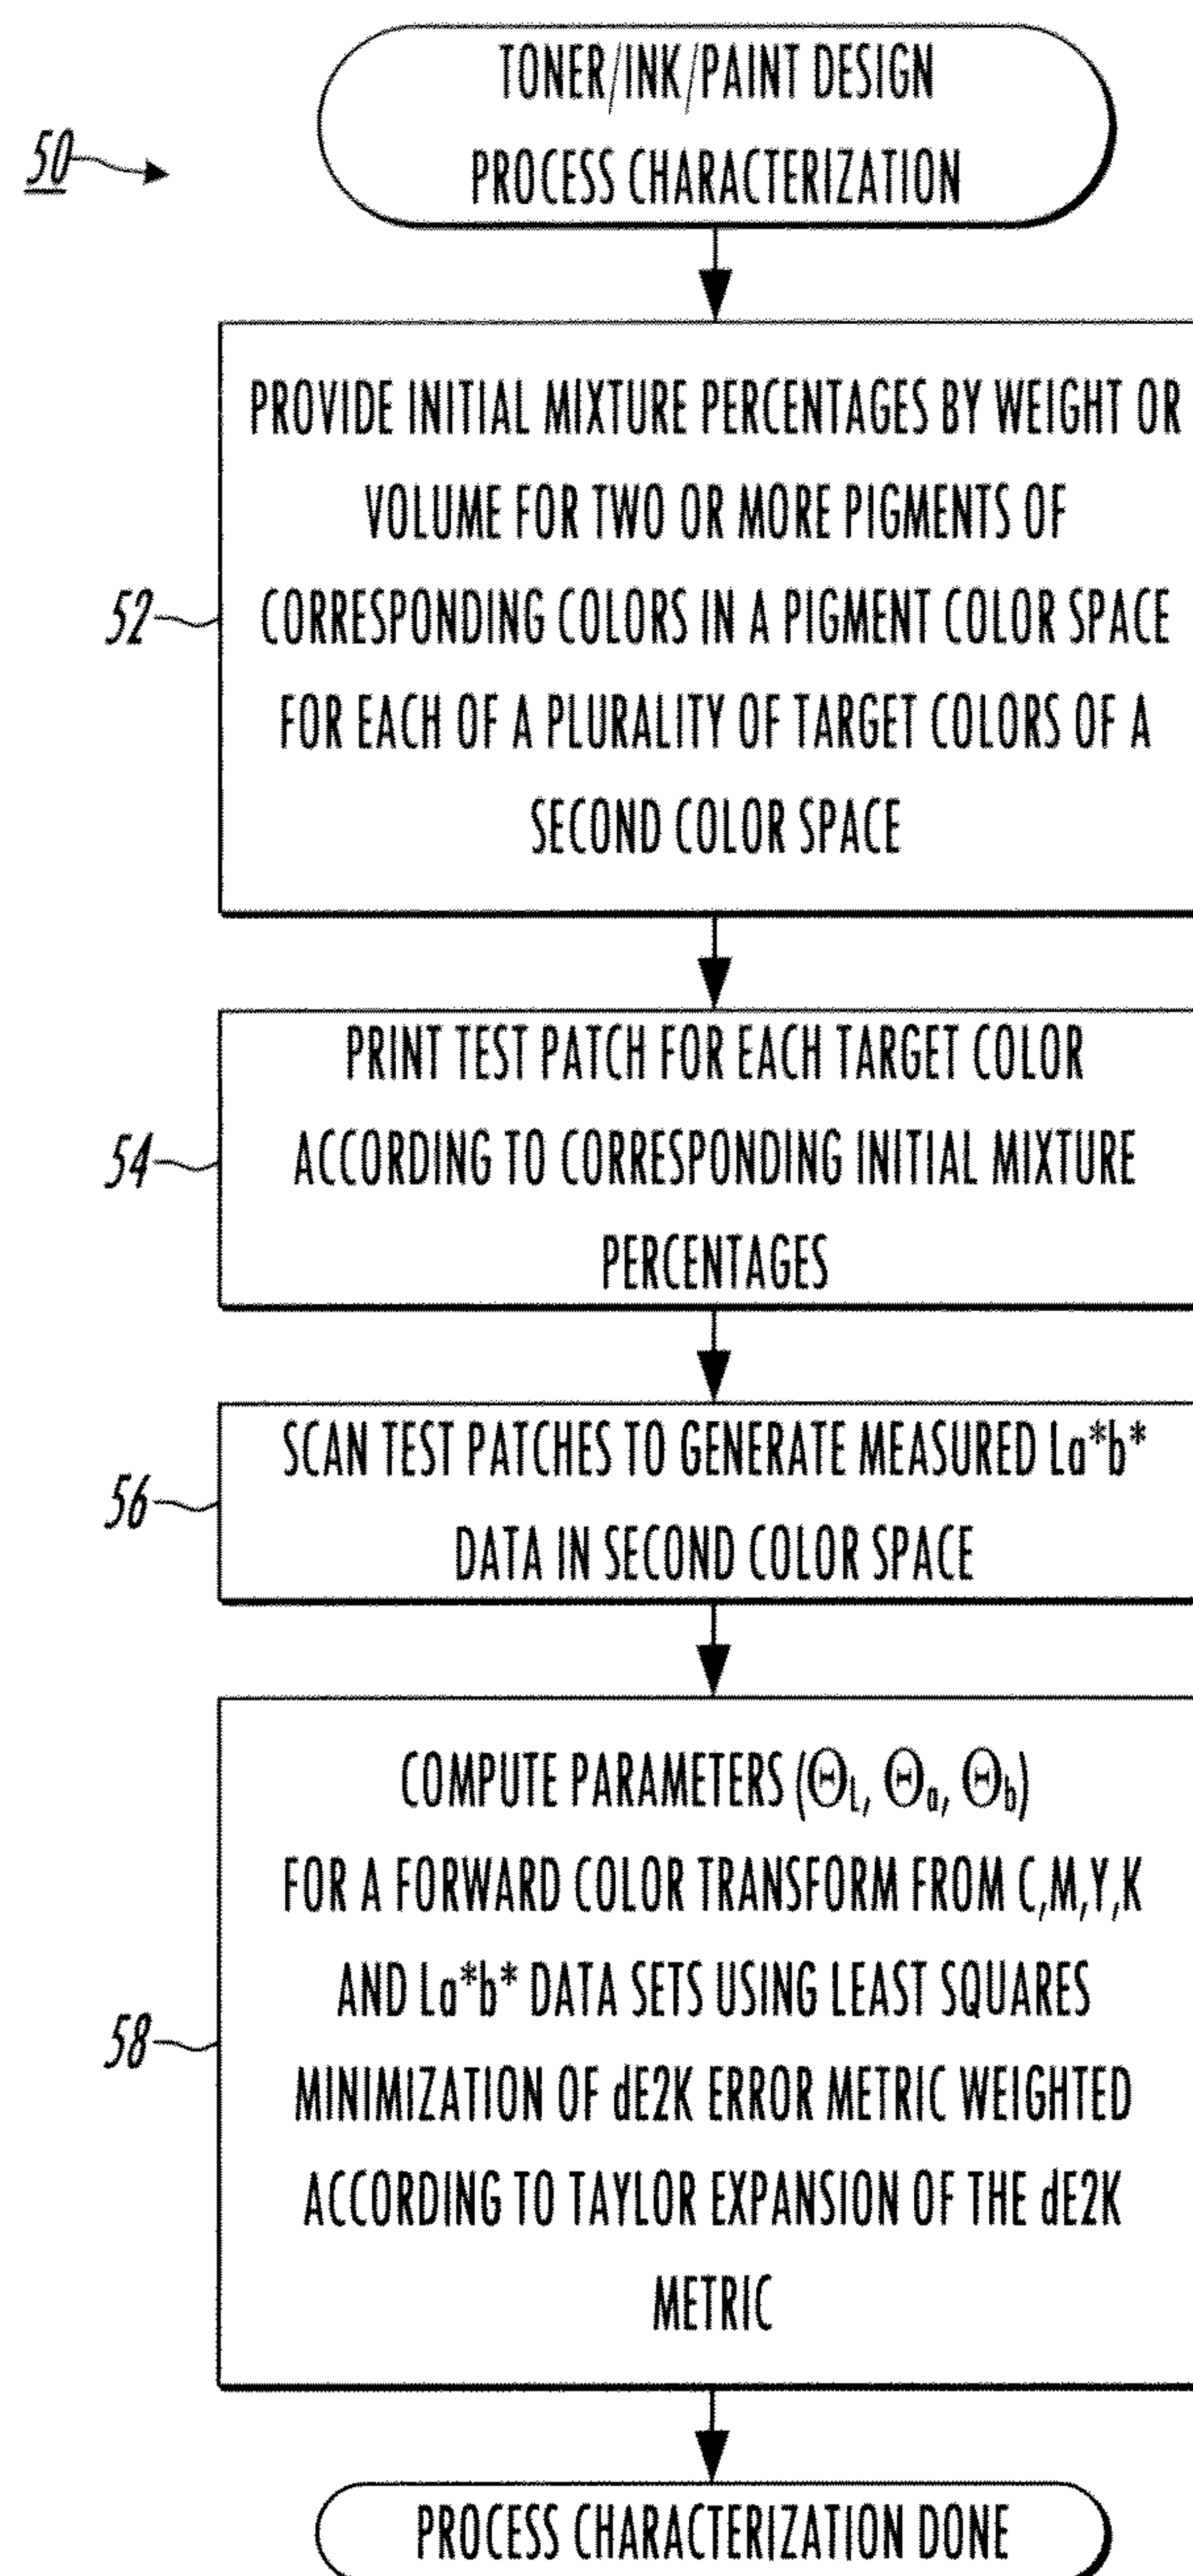 TONER/INK/PAINT DESIGN
PROCESS CHARACTERIZATION
50
PROVIDE INITIAL MIXTURE PERCENTAGES BY WEIGHT OR
VOLUME FOR TWO OR MORE PIGMENTS OF
CORRESPONDING COLORS IN A PIGMENT COLOR SPACE
FOR EACH OF A PLURALITY OF TARGET COLORS OF A
SECOND COLOR SPACE
52
PRINT TEST PATCH FOR EACH TARGET COLOR
ACCORDING TO CORRESPONDING INITIAL MIXTURE
PERCENTAGES
54
SCAN TEST PATCHES TO GENERATE MEASURED La*b*
DATA IN SECOND COLOR SPACE
56
COMPUTE PARAMETERS (ΘL, Θa, Θb)
FOR A FORWARD COLOR TRANSFORM FROM C,M,Y,K
AND La*b* DATA SETS USING LEAST SQUARES
MINIMIZATION OF dE2K ERROR METRIC WEIGHTED
ACCORDING TO TAYLOR EXPANSION OF THE dE2K
METRIC
58
PROCESS CHARACTERIZATION DONE